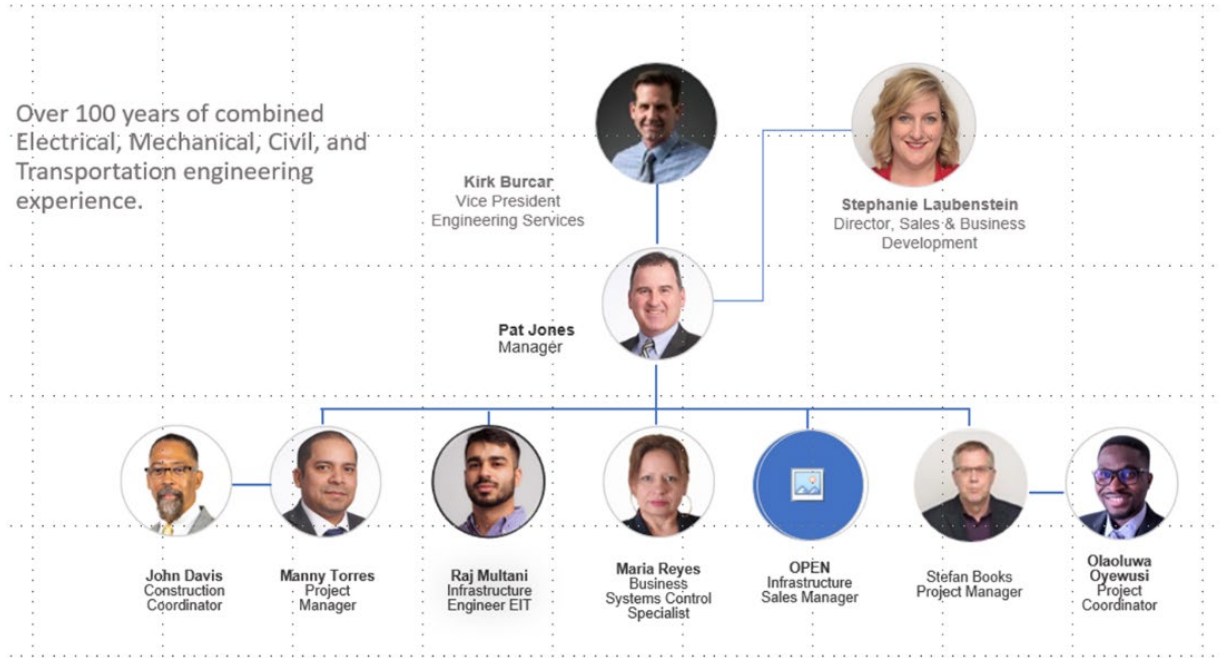 Over 100 years of combined
Electrical, Mechanical, Civil, and
Transportation engineering
experience.
Kirk Burcar
Vice President
Engineering Services
Stephanie Laubenstein
Director, Sales & Business
Development
Pat Jones
Manager
John Davis
Construction
Coordinator
Manny Torres
Project
Manager
Raj Multani
Infrastructure
Engineer EIT
Maria Reyes
Business
Systems Control
Specialist
OPEN
Infrastructure
Sales Manager
Stefan Books
Project Manager
Olaoluwa
Oyewusi
Project
Coordinator